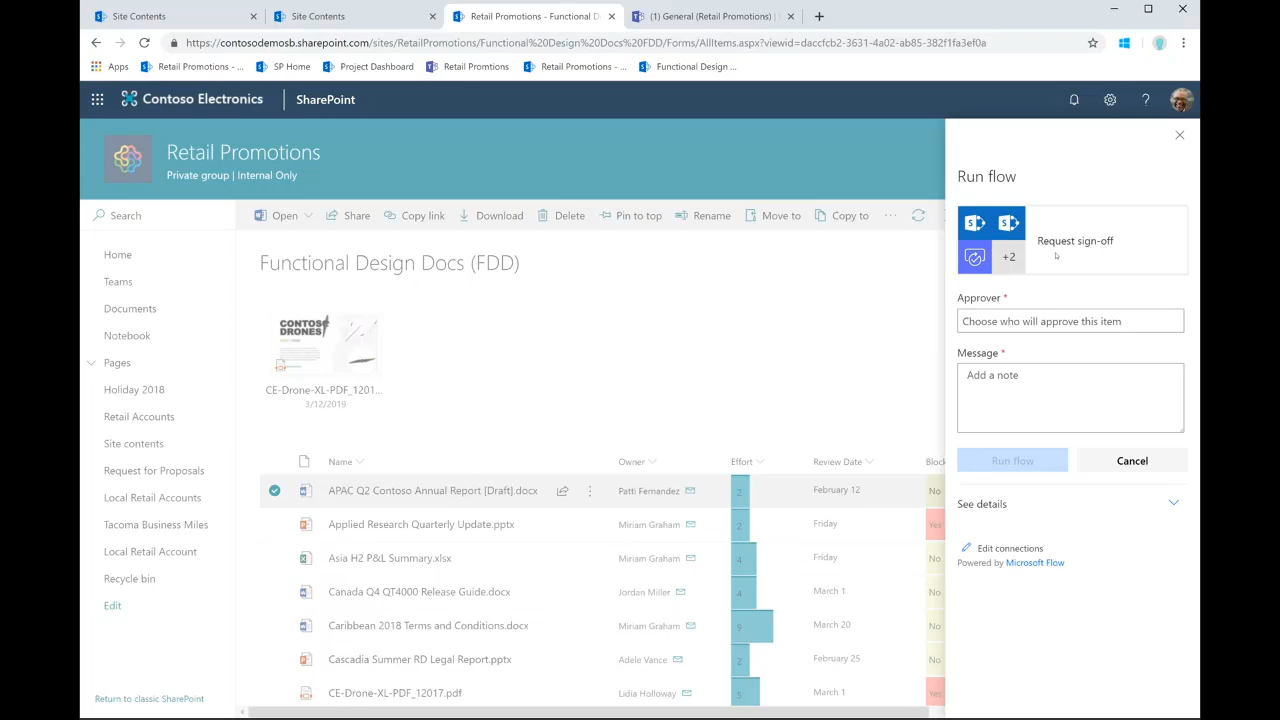 Site Contents
Site Contents
Retail Promotions - Functional D
(1) General (Retail Promotions) |
https://contosodemosb.sharepoint.com/sites/RetailPromotions/Functional%20Design%20Docs%20FDD/Forms/AllItems.aspx?viewid=daccfcb2-3631-4a02-ab85-382f1fa3ef0a
Apps
Retail Promotions - ...
SP Home
Project Dashboard
Retail Promtions
Retail Promotions - ...
Functional Design ...
Contoso Electronics
SharePoint
Retail Promotions
Private group | Internal Only
Search
Open
Share
Copy link
Download
Delete
Pin to top
Rename
Move to
Copy to
Home
Teams
Documents
Notebook
Pages
Holiday 2018
Retail Accounts
Site contents
Request for Proposals
Local Retail Accounts
Tacoma Business Miles
Local Retail Account
Recycle bin
Edit
Return to classic SharePoint
Functional Design Docs (FDD)
CONTOSO
DRONES
CE-Drone-XL-PDF_1201...
3/12/2019
Name Owner Effort Review Date Block
APAC Q2 Contoso Annual Report [Draft].docx Patti Fernandez 2 February 12 No
Applied Research Quarterly Update.pptx Miriam Graham 2 Friday Yes
Asia H2 P&L Summary.xlsx Miriam Graham 4 Friday No
Canada Q4 QT4000 Release Guide.docx Jordan Miller 4 March 1 No
Caribbean 2018 Terms and Conditions.docx Miriam Graham 9 March 20 No
Cascadia Summer RD Legal Report.pptx Adele Vance 2 February 25 No
CE-Drone-XL-PDF_12017.pdf Lidia Holloway 5 March 1 Yes
Run flow
+2
Request sign-off
Approver *
Choose who will approve this item
Message *
Add a note
Run flow
Cancel
See details
Edit connections
Powered by Microsoft Flow